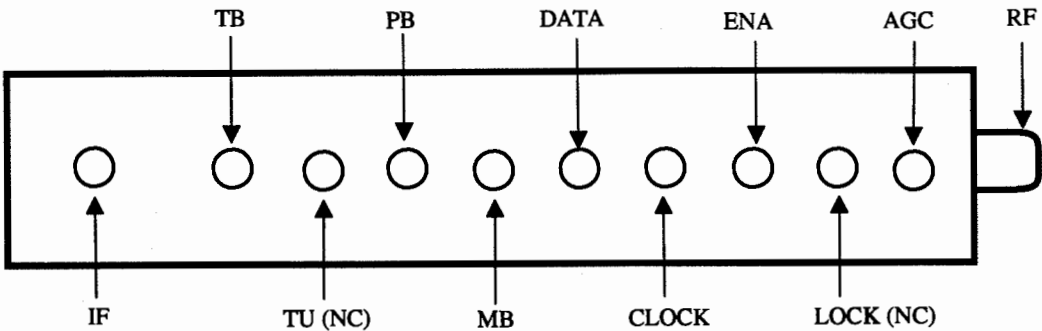 TB PB DATA ENA AGC RF
IF TU (NC) MB CLOCK LOCK (NC)